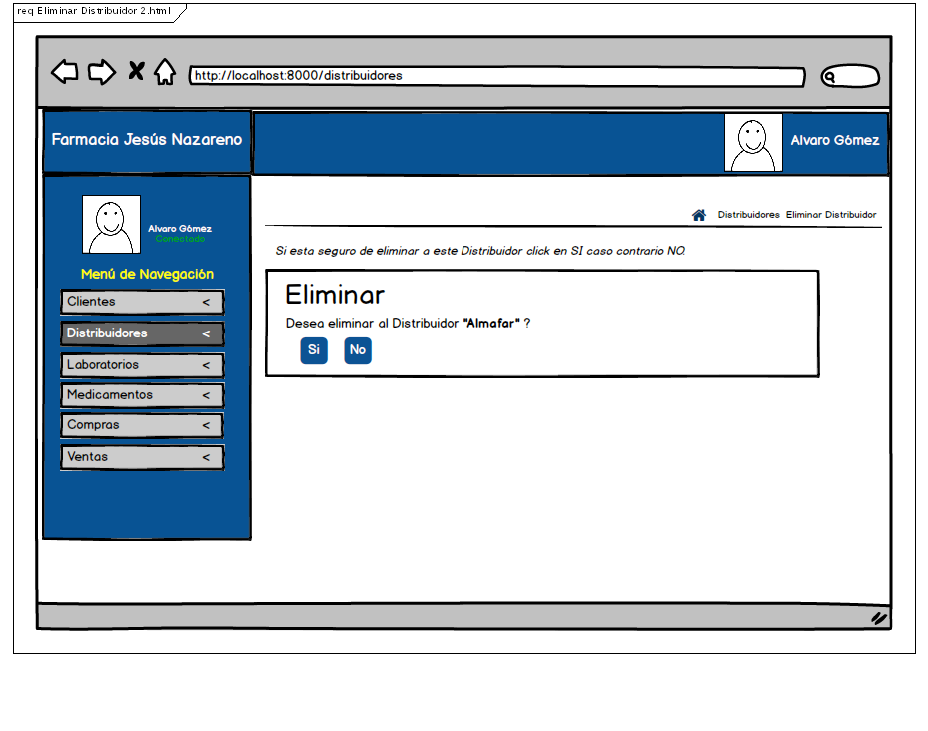 req Eliminar Distribuidor 2.html
http://localhost:8000/distribuidores
Farmacia Jesús Nazareno
Alvaro Gómez
Alvaro Gómez
Conectado
Menú de Navegación
Clientes <
Distribuidores <
Laboratorios <
Medicamentos <
Compras <
Ventas <
Distribuidores Eliminar Distribuidor
Si esta seguro de eliminar a este Distribuidor click en SI caso contrario NO.
Eliminar
Desea eliminar al Distribuidor "Almafar" ?
Si No